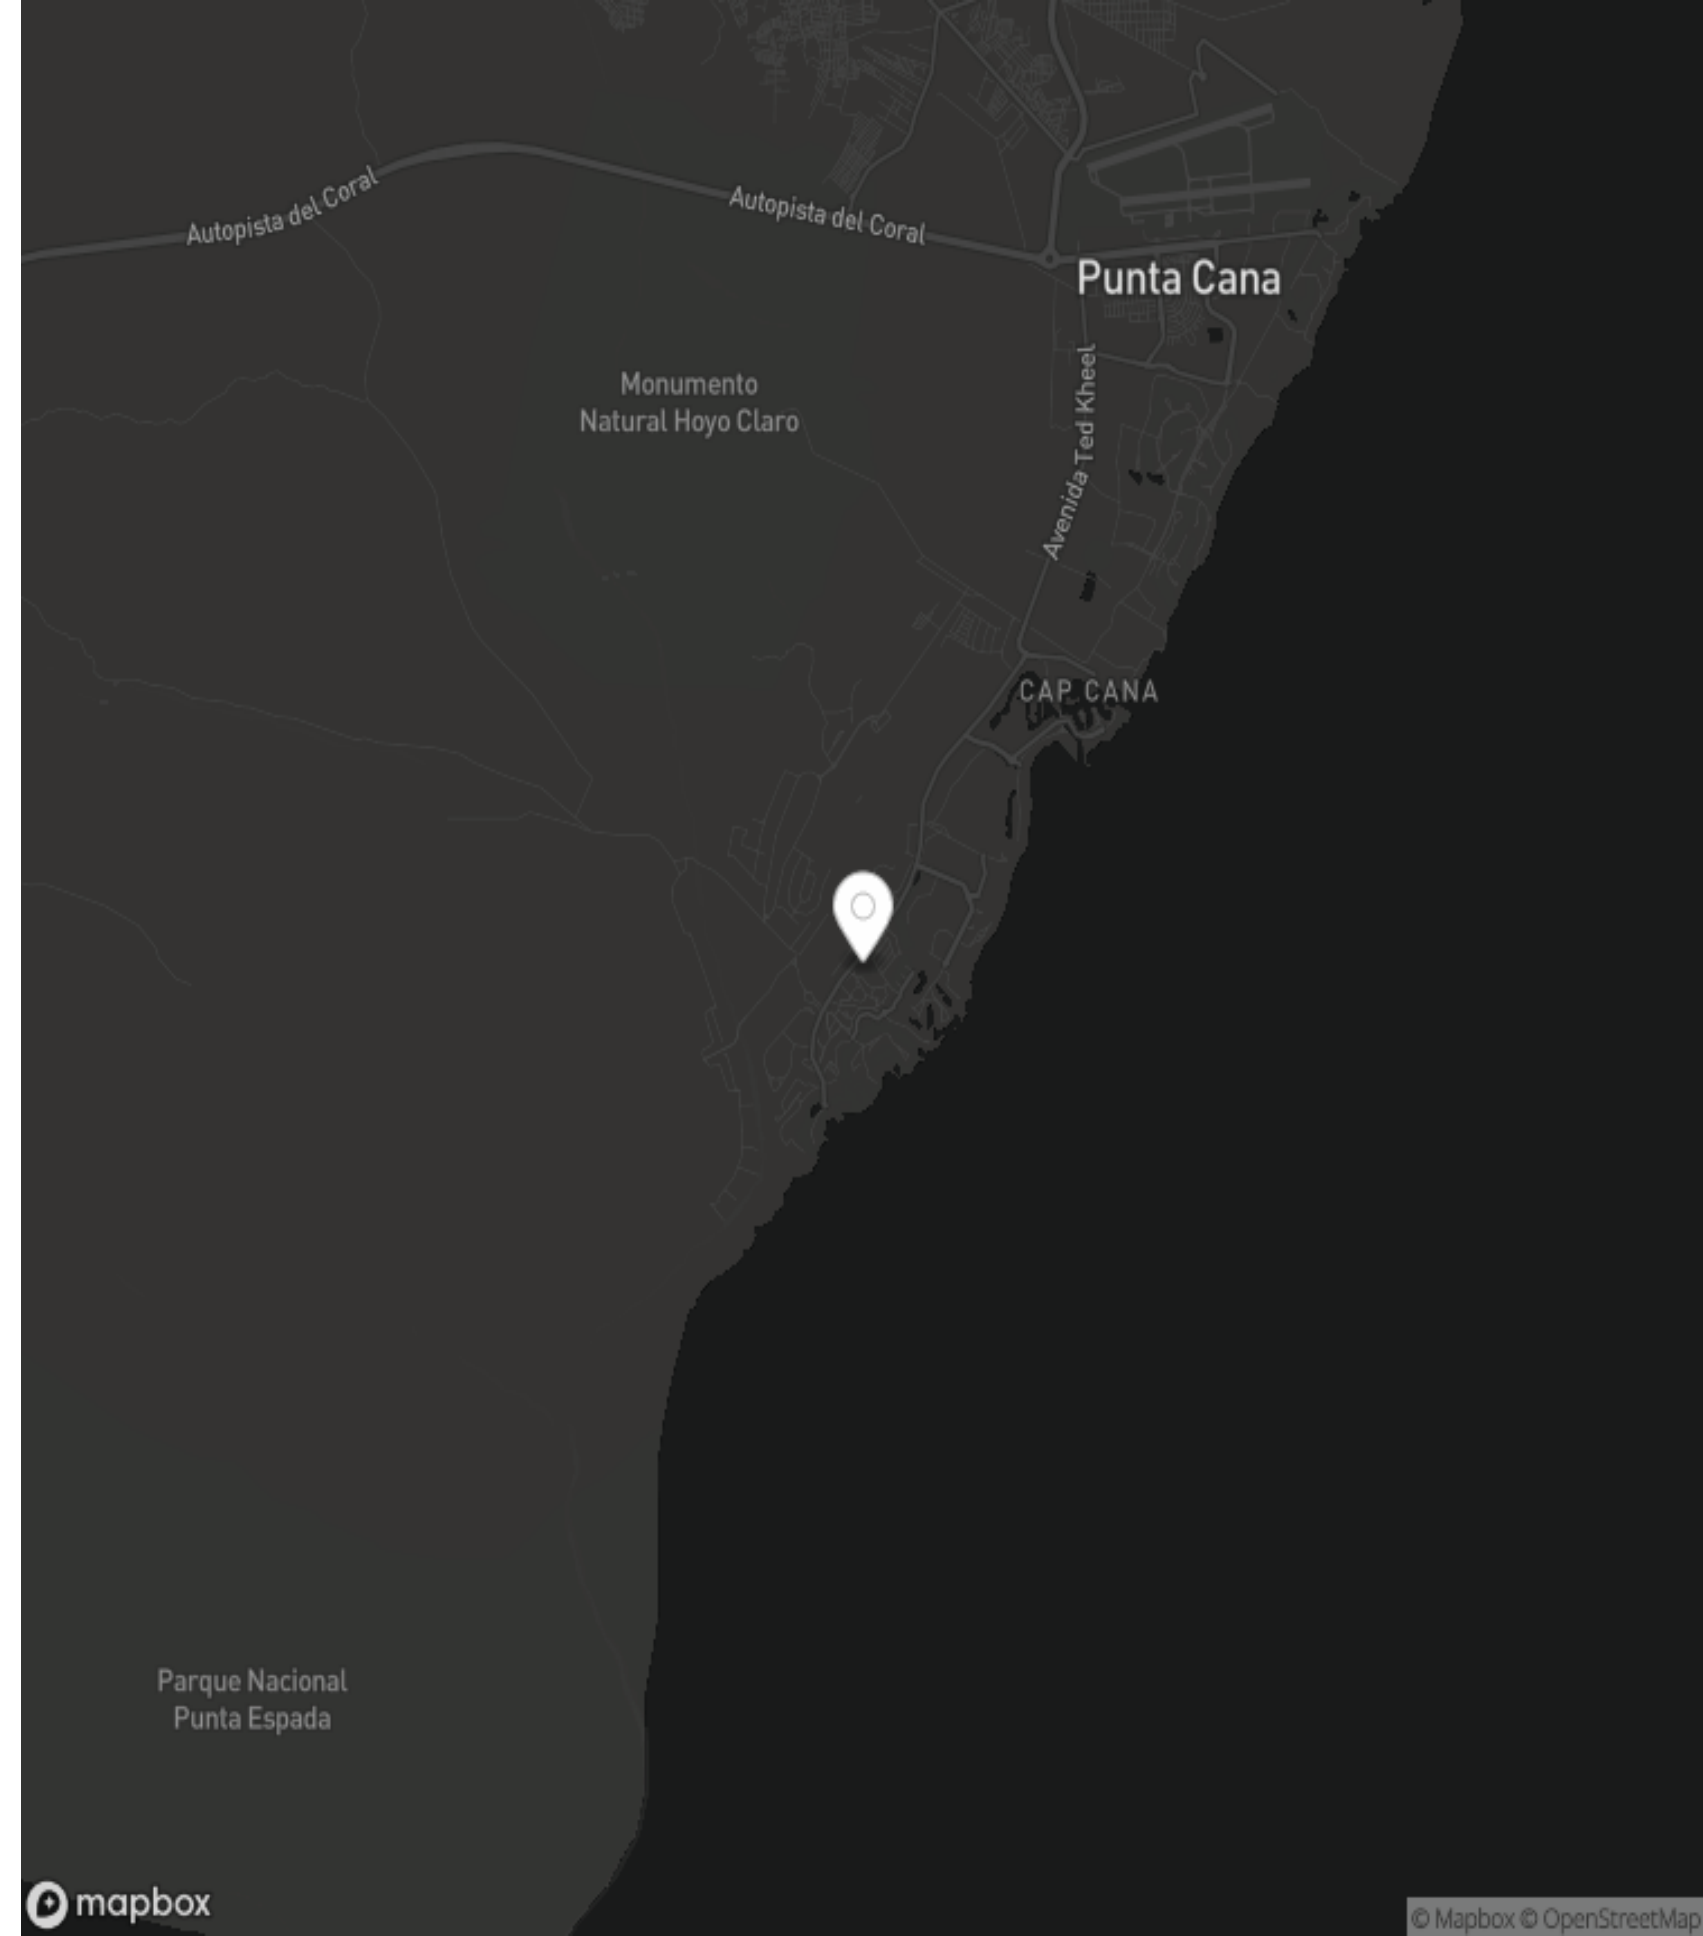 Autopista del Coral
Autopista del Coral
Punta Cana
Monumento
Natural Hoyo Claro
Avenida Ted Kheel
CAP CANA
Parque Nacional
Punta Espada
mapbox
© Mapbox © OpenStreetMap